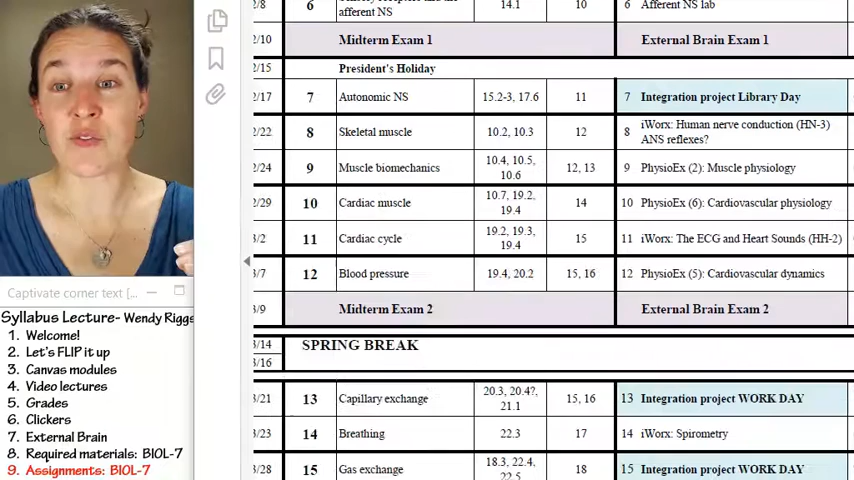 2/8 6 Sensory receptors and the 14.1 10 6 Afferent NS lab
afferent NS
2/10 Midterm Exam 1 External Brain Exam 1
2/15 President's Holiday
2/17 7 Autonomic NS 15.2-3, 17.6 11 7 Integration project Library Day
2/22 8 Skeletal muscle 10.2, 10.3 12 8 iWorx: Human nerve conduction (HN-3)
ANS reflexes?
2/24 9 Muscle biomechanics 10.4, 10.5, 12, 13 9 PhysioEx (2): Muscle physiology
10.6
2/29 10 Cardiac muscle 10.7, 19.2, 14 10 PhysioEx (6): Cardiovascular physiology
19.4
3/2 11 Cardiac cycle 19.2, 19.3, 15 11 iWorx: The ECG and Heart Sounds (HH-2)
19.4
3/7 12 Blood pressure 19.4, 20.2 15, 16 12 PhysioEx (5): Cardiovascular dynamics
3/9 Midterm Exam 2 External Brain Exam 2
3/14 SPRING BREAK
3/16
3/21 13 Capillary exchange 20.3, 20.4?, 15, 16 13 Integration project WORK DAY
21.1
3/23 14 Breathing 22.3 17 14 iWorx: Spirometry
3/28 15 Gas exchange 18.3, 22.4, 18 15 Integration project WORK DAY
22.5
Captivate corner text [...
Syllabus Lecture- Wendy Riggs
1. Welcome!
2. Let's FLIP it up
3. Canvas modules
4. Video lectures
5. Grades
6. Clickers
7. External Brain
8. Required materials: BIOL-7
9. Assignments: BIOL-7